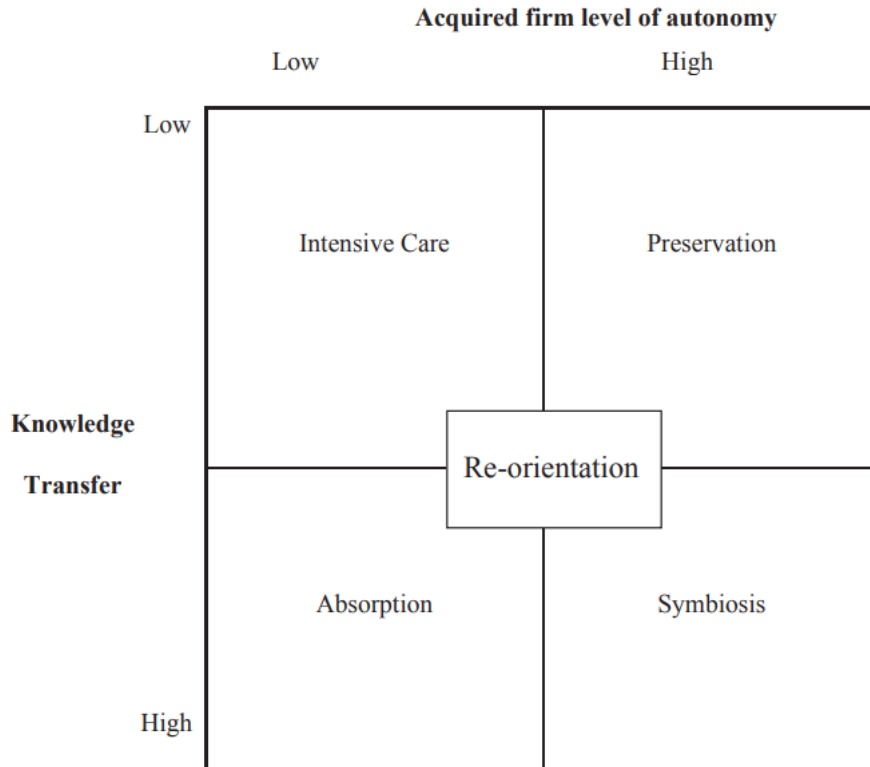 Acquired firm level of autonomy
Low High
Low
Intensive Care Preservation
Knowledge
Transfer
Re-orientation
Absorption Symbiosis
High